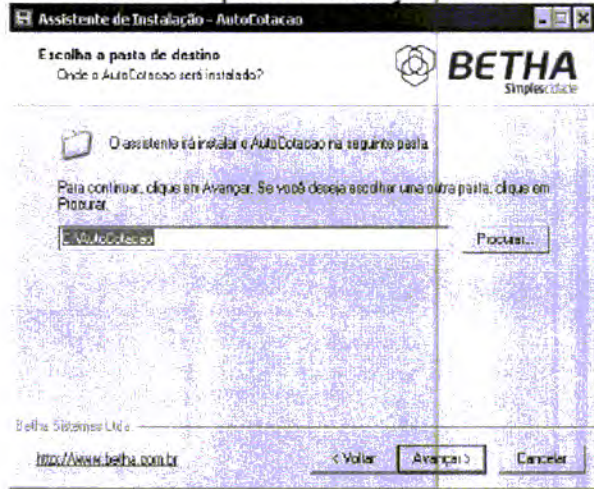 Assistente de Instalação - AutoCotacao
Escolha a pasta de destino
Onde o AutoCotacao será instalado?
BETHA
Simplescidade
O assistente irá instalar o AutoCotacao na seguinte pasta
Para continuar, clique em Avançar. Se você deseja escolher uma outra pasta, clique em
Procurar.
C:\AutoCotacao
Procurar...
Betha Sistemas Ltda
http://www.betha.com.br
< Voltar
Avançar >
Cancelar